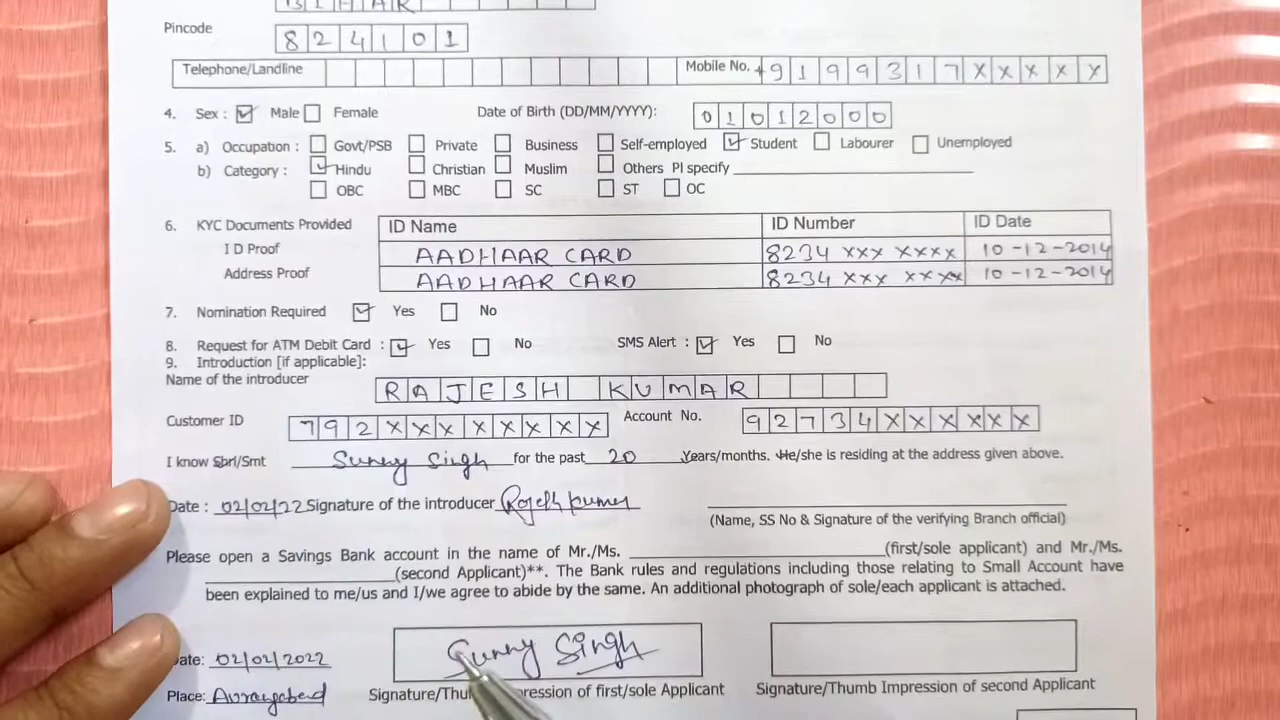 BIHAR
Pincode 824101
Telephone/Landline Mobile No. +9199317XXXXX
4. Sex : Male Female Date of Birth (DD/MM/YYYY): 01012000
5. a) Occupation : Govt/PSB Private Business Self-employed Student Labourer Unemployed
b) Category : Hindu Christian Muslim Others Pl specify
OBC MBC SC ST OC
6. KYC Documents Provided ID Name ID Number ID Date
I D Proof AADHAAR CARD 8234 XXX XXXX 10-12-2014
Address Proof AADHAAR CARD 8234 XXX XXXX 10-12-2014
7. Nomination Required Yes No
8. Request for ATM Debit Card : Yes No SMS Alert : Yes No
9. Introduction [if applicable]:
Name of the introducer RAJESH KUMAR
Customer ID 792XXXXXXX Account No. 92734XXXXXX
I know Shri/Smt Sunny Singh for the past 20 Years/months. He/she is residing at the address given above.
Date : 02/02/22 Signature of the introducer Rajesh kumar
(Name, SS No & Signature of the verifying Branch official)
Please open a Savings Bank account in the name of Mr./Ms. (first/sole applicant) and Mr./Ms.
(second Applicant)**. The Bank rules and regulations including those relating to Small Account have
been explained to me/us and I/we agree to abide by the same. An additional photograph of sole/each applicant is attached.
Sunny Singh
Date: 02/02/2022
Place: Aurangabad Signature/Thumb Impression of first/sole Applicant Signature/Thumb Impression of second Applicant